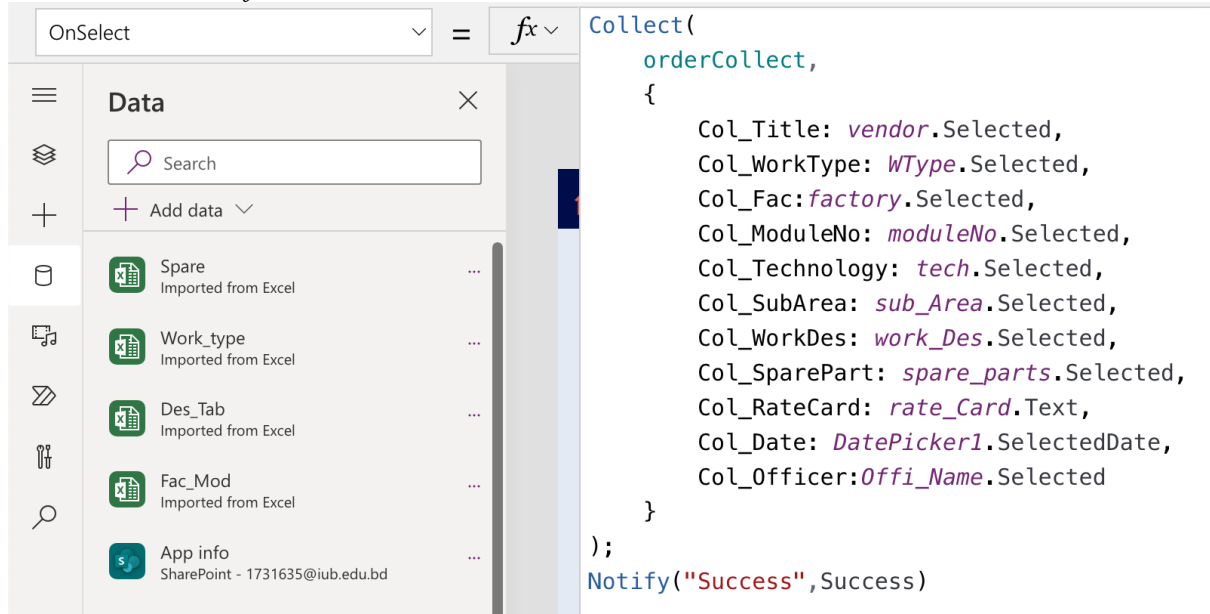 OnSelect
=
fx
Data
Search
Add data
Spare
Imported from Excel
Work_type
Imported from Excel
Des_Tab
Imported from Excel
Fac_Mod
Imported from Excel
App info
SharePoint - 1731635@iub.edu.bd
Collect(
orderCollect,
{
Col_Title: vendor.Selected,
Col_WorkType: WType.Selected,
Col_Fac:factory.Selected,
Col_ModuleNo: moduleNo.Selected,
Col_Technology: tech.Selected,
Col_SubArea: sub_Area.Selected,
Col_WorkDes: work_Des.Selected,
Col_SparePart: spare_parts.Selected,
Col_RateCard: rate_Card.Text,
Col_Date: DatePicker1.SelectedDate,
Col_Officer:Offi_Name.Selected
}
);
Notify("Success",Success)